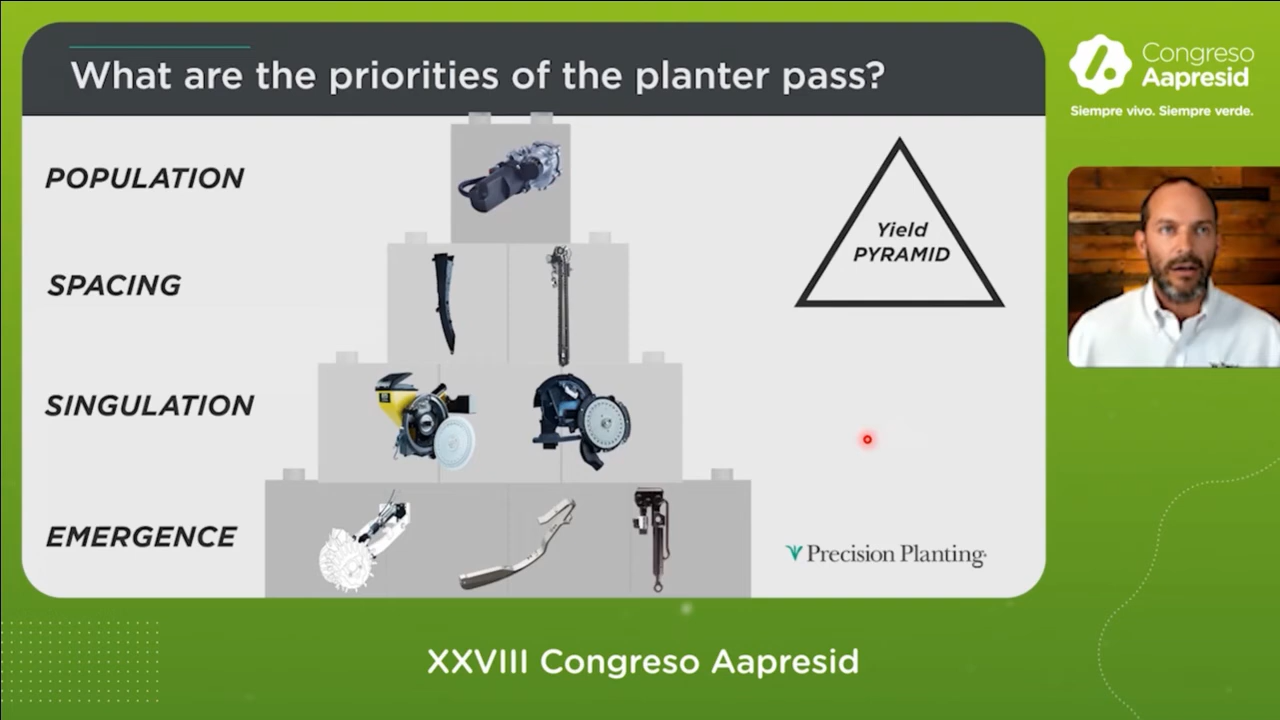 What are the priorities of the planter pass?
Congreso
Aapresid
Siempre vivo. Siempre verde.
POPULATION
SPACING
SINGULATION
EMERGENCE
Yield
PYRAMID
Precision Planting.
XXVIII Congreso Aapresid